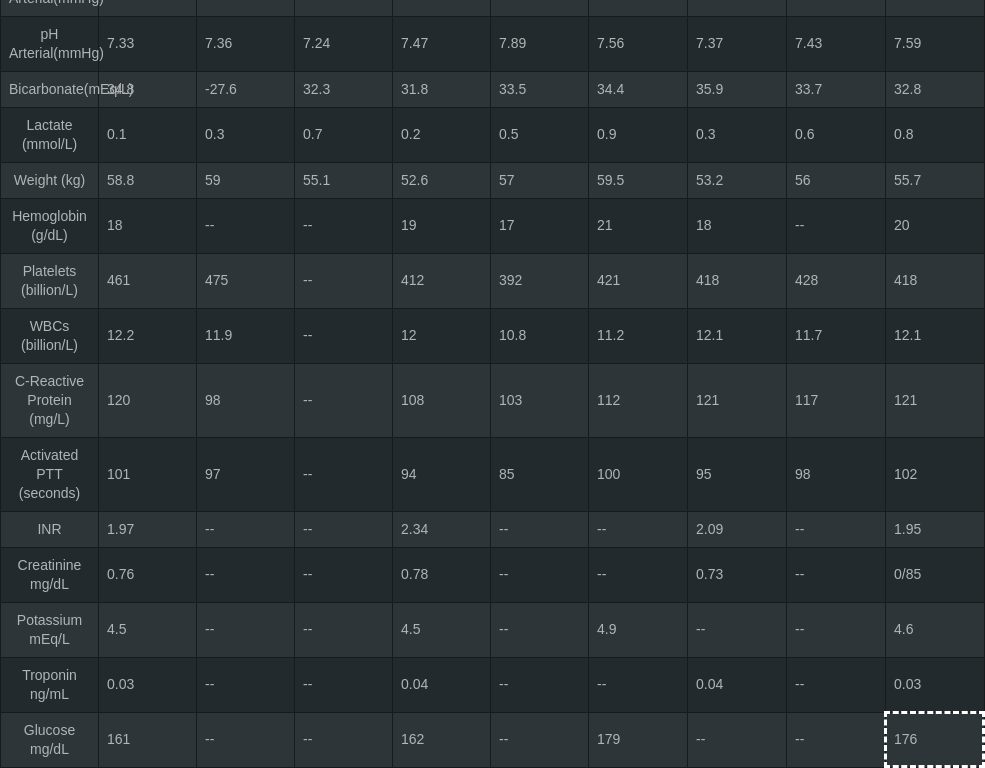 Arterial(mmHg)
pH Arterial(mmHg) 7.33 7.36 7.24 7.47 7.89 7.56 7.37 7.43 7.59
Bicarbonate(mEq/L) 34.8 -27.6 32.3 31.8 33.5 34.4 35.9 33.7 32.8
Lactate (mmol/L) 0.1 0.3 0.7 0.2 0.5 0.9 0.3 0.6 0.8
Weight (kg) 58.8 59 55.1 52.6 57 59.5 53.2 56 55.7
Hemoglobin (g/dL) 18 -- -- 19 17 21 18 -- 20
Platelets (billion/L) 461 475 -- 412 392 421 418 428 418
WBCs (billion/L) 12.2 11.9 -- 12 10.8 11.2 12.1 11.7 12.1
C-Reactive Protein (mg/L) 120 98 -- 108 103 112 121 117 121
Activated PTT (seconds) 101 97 -- 94 85 100 95 98 102
INR 1.97 -- -- 2.34 -- -- 2.09 -- 1.95
Creatinine mg/dL 0.76 -- -- 0.78 -- -- 0.73 -- 0/85
Potassium mEq/L 4.5 -- -- 4.5 -- 4.9 -- -- 4.6
Troponin ng/mL 0.03 -- -- 0.04 -- -- 0.04 -- 0.03
Glucose mg/dL 161 -- -- 162 -- 179 -- -- 176